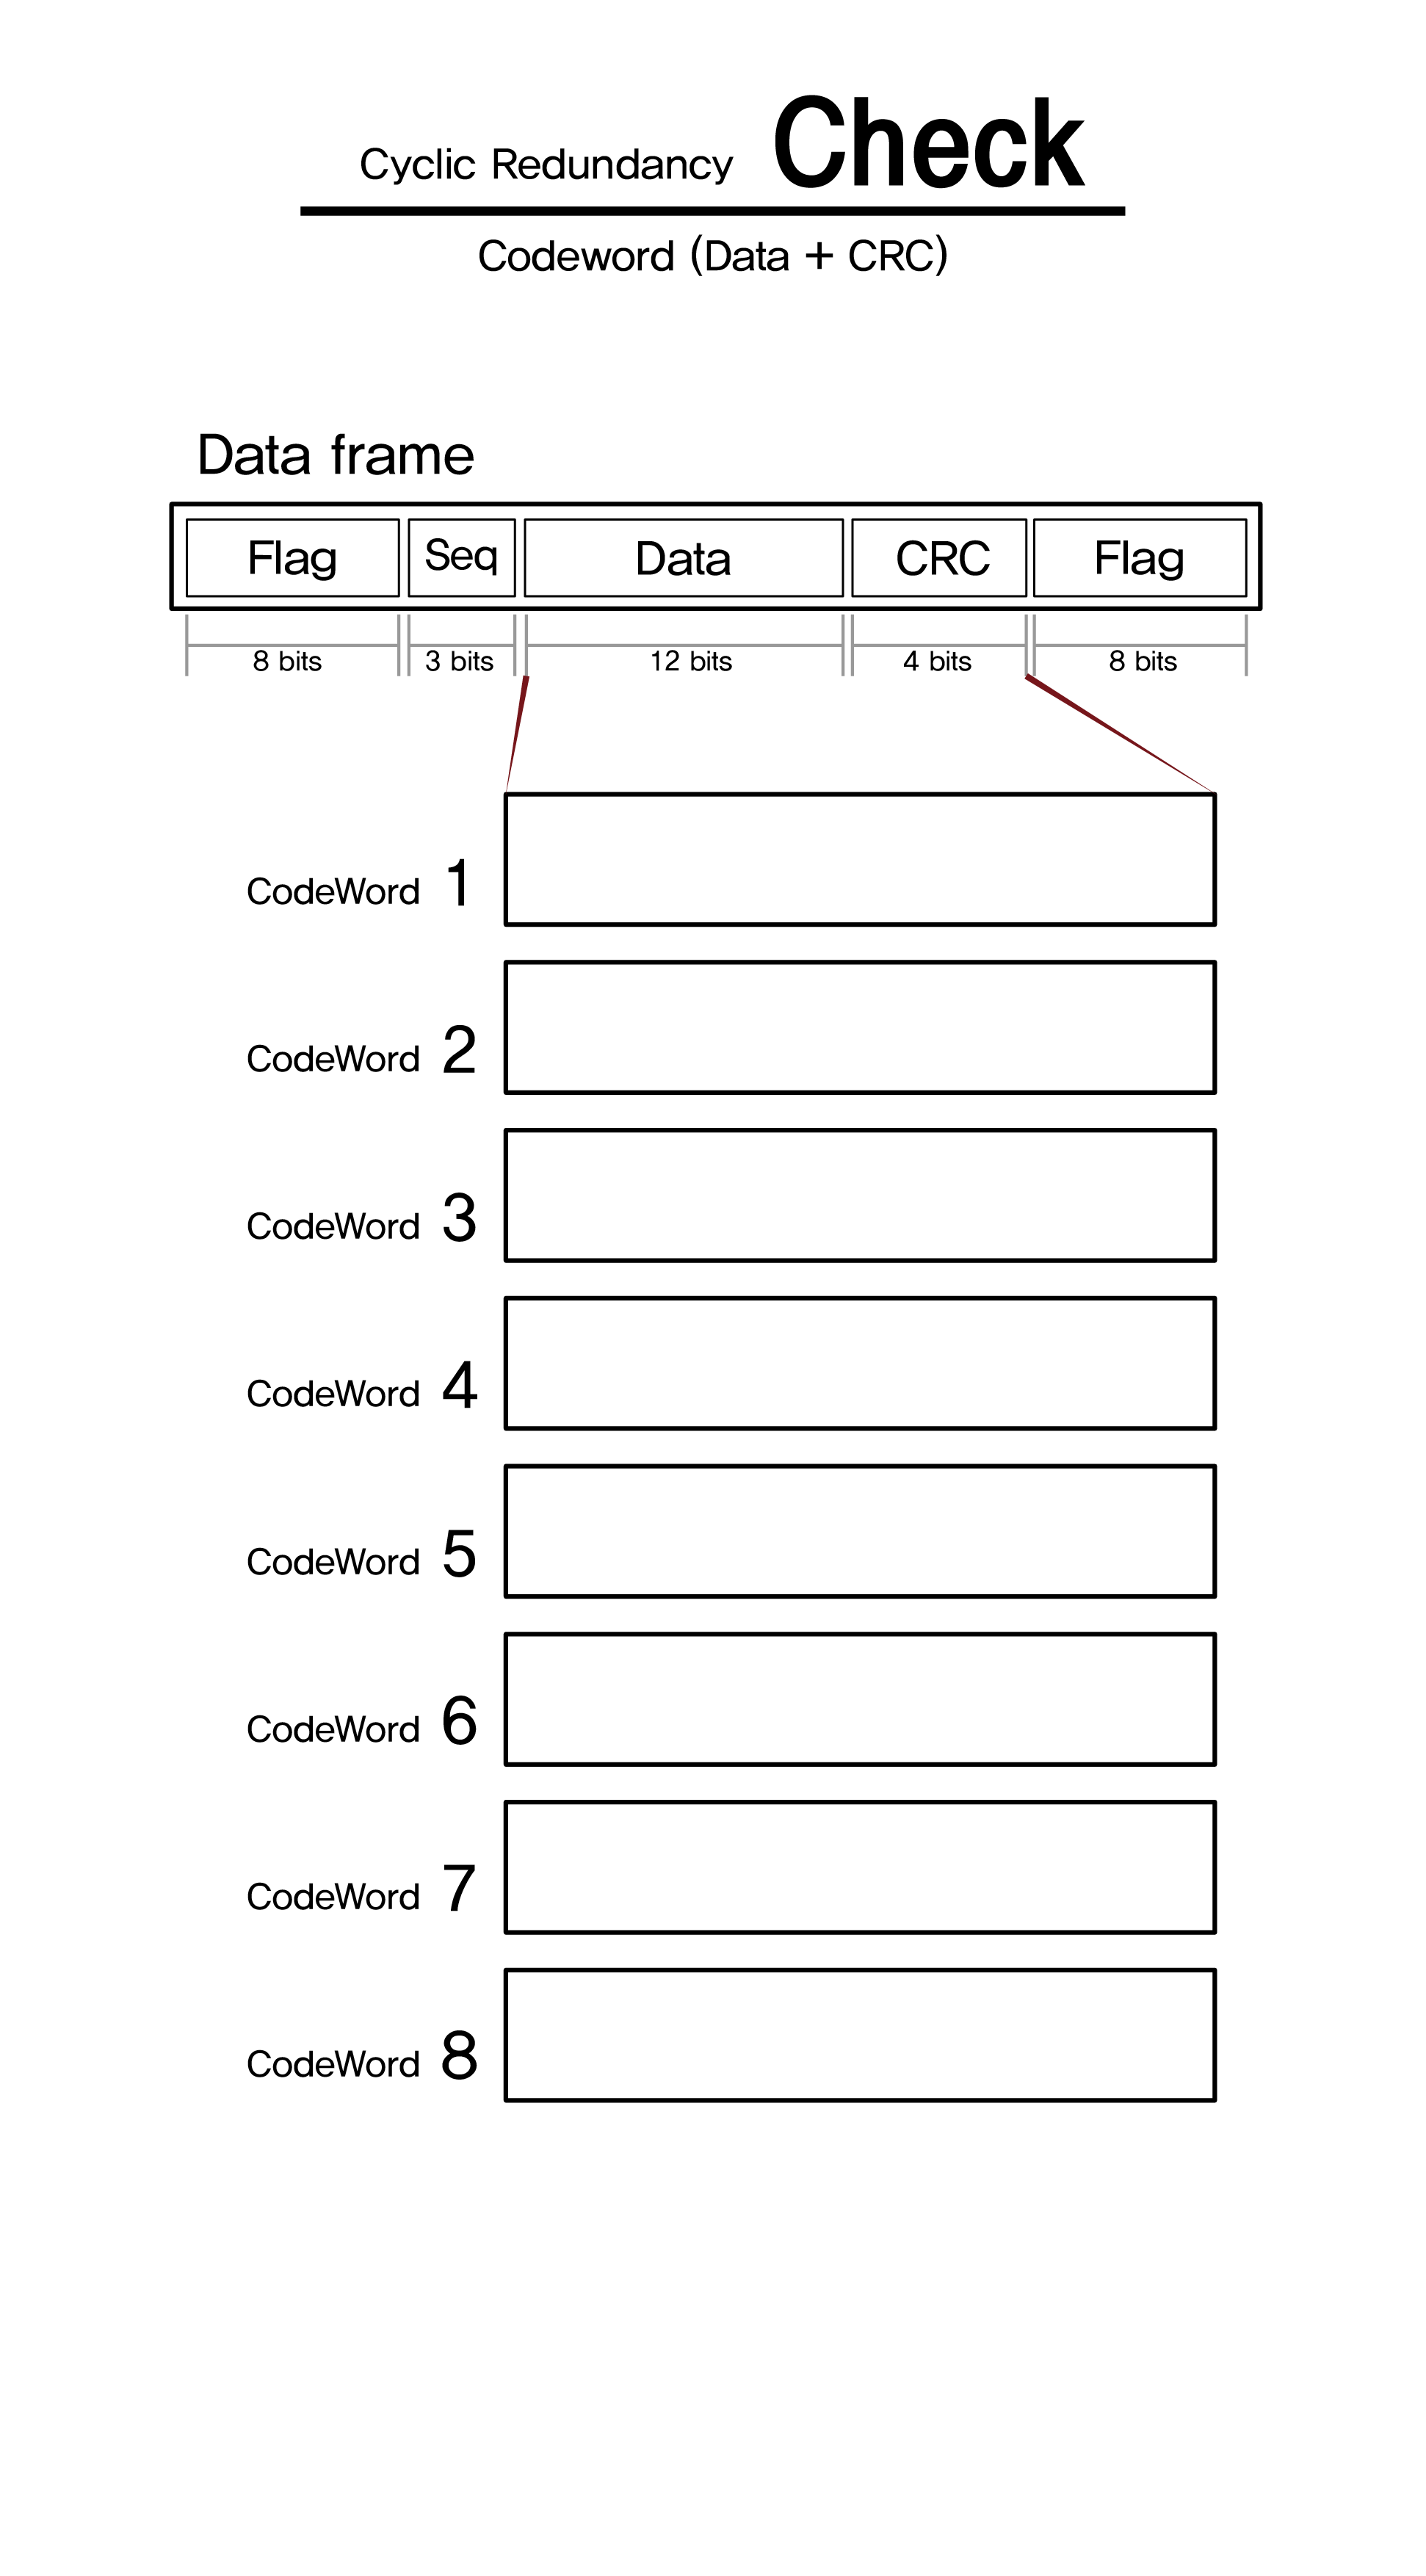 Cyclic Redundancy Check
Codeword (Data + CRC)
Data frame
Flag Seq Data CRC Flag
8 bits 3 bits 12 bits 4 bits 8 bits
CodeWord 1
CodeWord 2
CodeWord 3
CodeWord 4
CodeWord 5
CodeWord 6
CodeWord 7
CodeWord 8